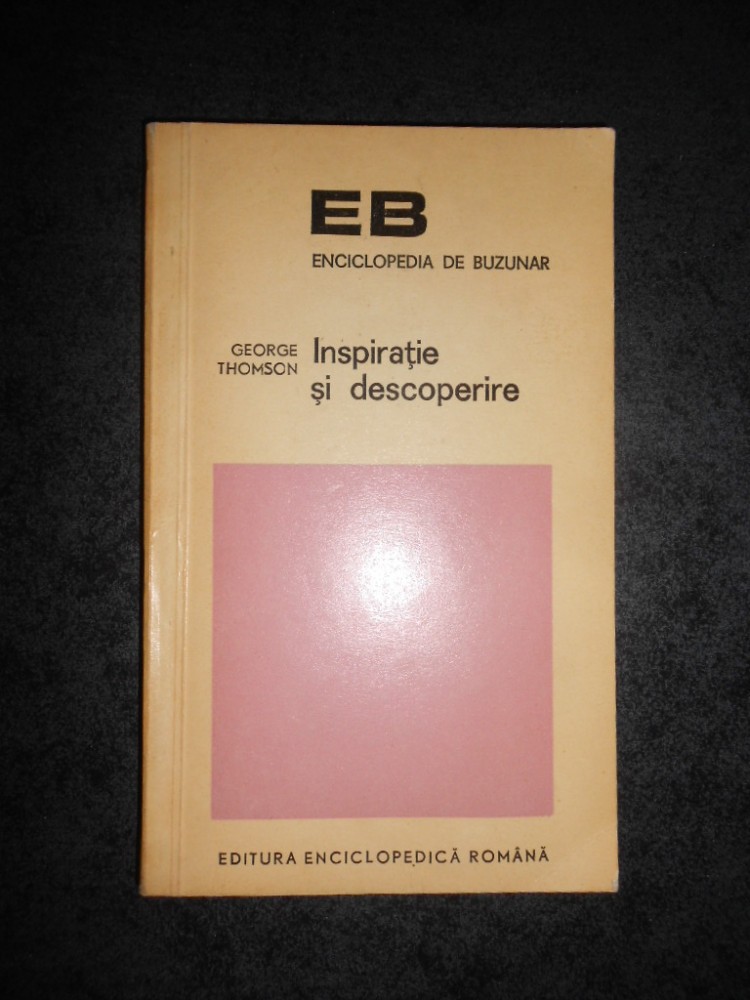 EB
ENCICLOPEDIA DE BUZUNAR
GEORGE
THOMSON
Inspirație
și descoperire
EDITURA ENCICLOPEDICĂ ROMÂNĂ